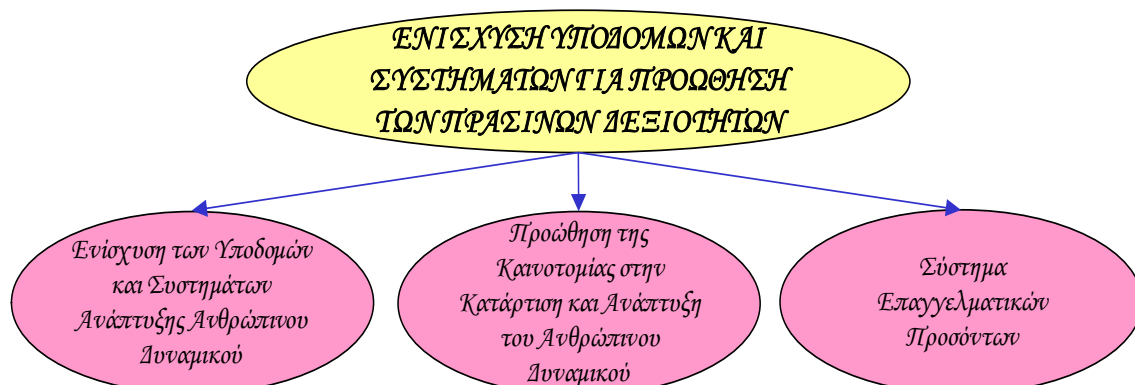 ΕΝΙΣΧΥΣΗ ΥΠΟΔΟΜΩΝ ΚΑΙ
ΣΥΣΤΗΜΑΤΩΝ ΓΙΑ ΠΡΟΩΘΗΣΗ
ΤΩΝ ΠΡΑΣΙΝΩΝ ΔΕΞΙΟΤΗΤΩΝ
Ενίσχυση των Υποδομών
και Συστημάτων
Ανάπτυξης Ανθρώπινου
Δυναμικού
Προώθηση της
Καινοτομίας στην
Κατάρτιση και Ανάπτυξη
του Ανθρώπινου
Δυναμικού
Σύστημα
Επαγγελματικών
Προσόντων